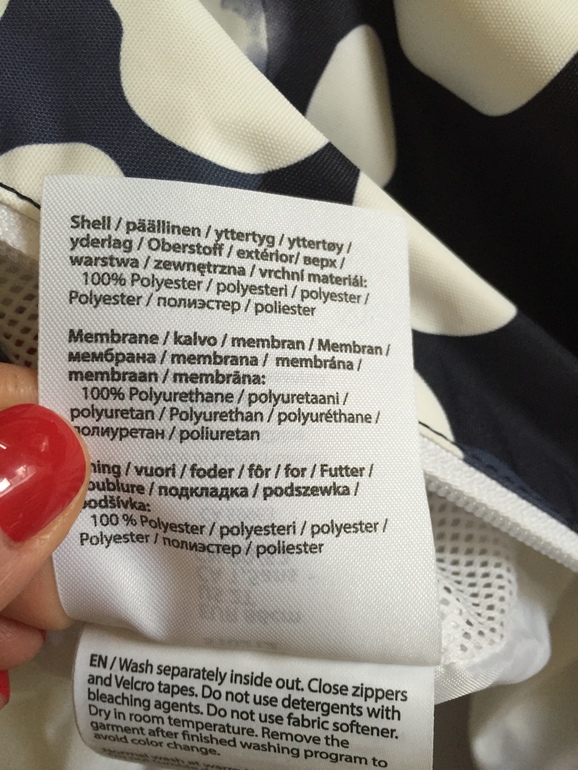 Shell / päällinen / yttertyg / yttertøy /
yderlag / Oberstoff / extérior/ верх /
warstwa / zewnętrzna / vrchní materiál:
100% Polyester / polyesteri / polyester /
Polyester / полиэстер / poliester
Membrane / kalvo / membran / Membran /
мембрана / membrana / membrána /
membraan / membrāna:
100% Polyurethane / polyuretaani /
polyuretan / Polyurethan / polyuréthane /
полиуретан / poliuretan
/ vuori / foder / fôr / for / Futter /
/ подкладка / podszewka /
podšívka:
100 % Polyester / polyesteri / polyester /
Polyester / полиэстер / poliester
EN / Wash separately inside out. Close zippers
and Velcro tapes. Do not use detergents with
bleaching agents. Do not use fabric softener.
Dry in room temperature. Remove the
garment after finished washing program to
avoid color change.